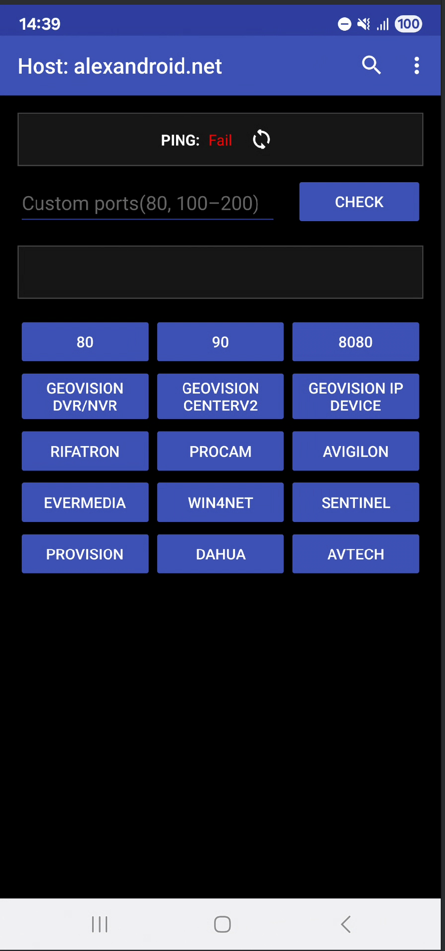 14:39
100
Host: alexandroid.net
PING: Fail
Custom ports(80, 100–200)
CHECK
80
90
8080
GEOVISION
DVR/NVR
GEOVISION
CENTERV2
GEOVISION IP
DEVICE
RIFATRON
PROCAM
AVIGILON
EVERMEDIA
WIN4NET
SENTINEL
PROVISION
DAHUA
AVTECH